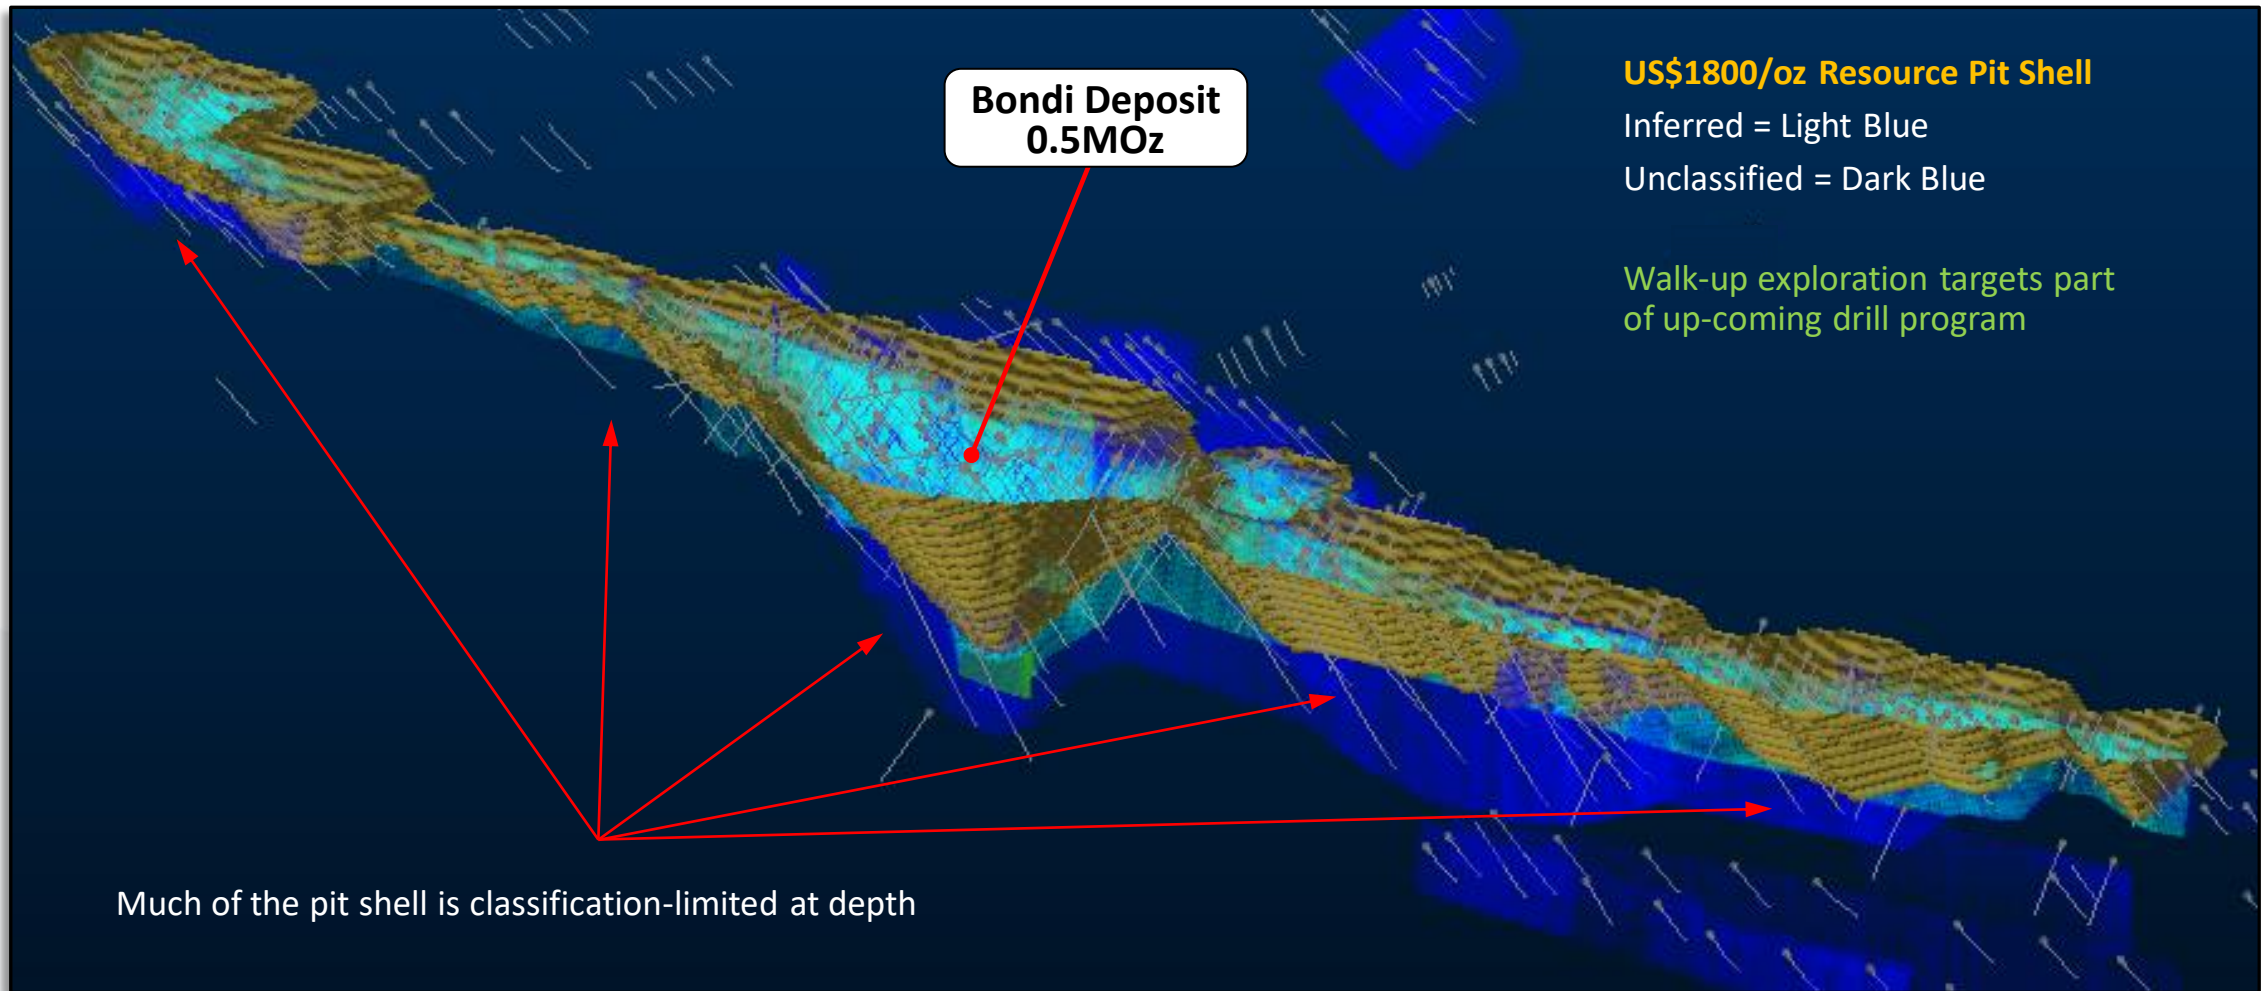 Bondi Deposit
0.5MOz
US$1800/oz Resource Pit Shell
Inferred = Light Blue
Unclassified = Dark Blue
Walk-up exploration targets part
of up-coming drill program
Much of the pit shell is classification-limited at depth